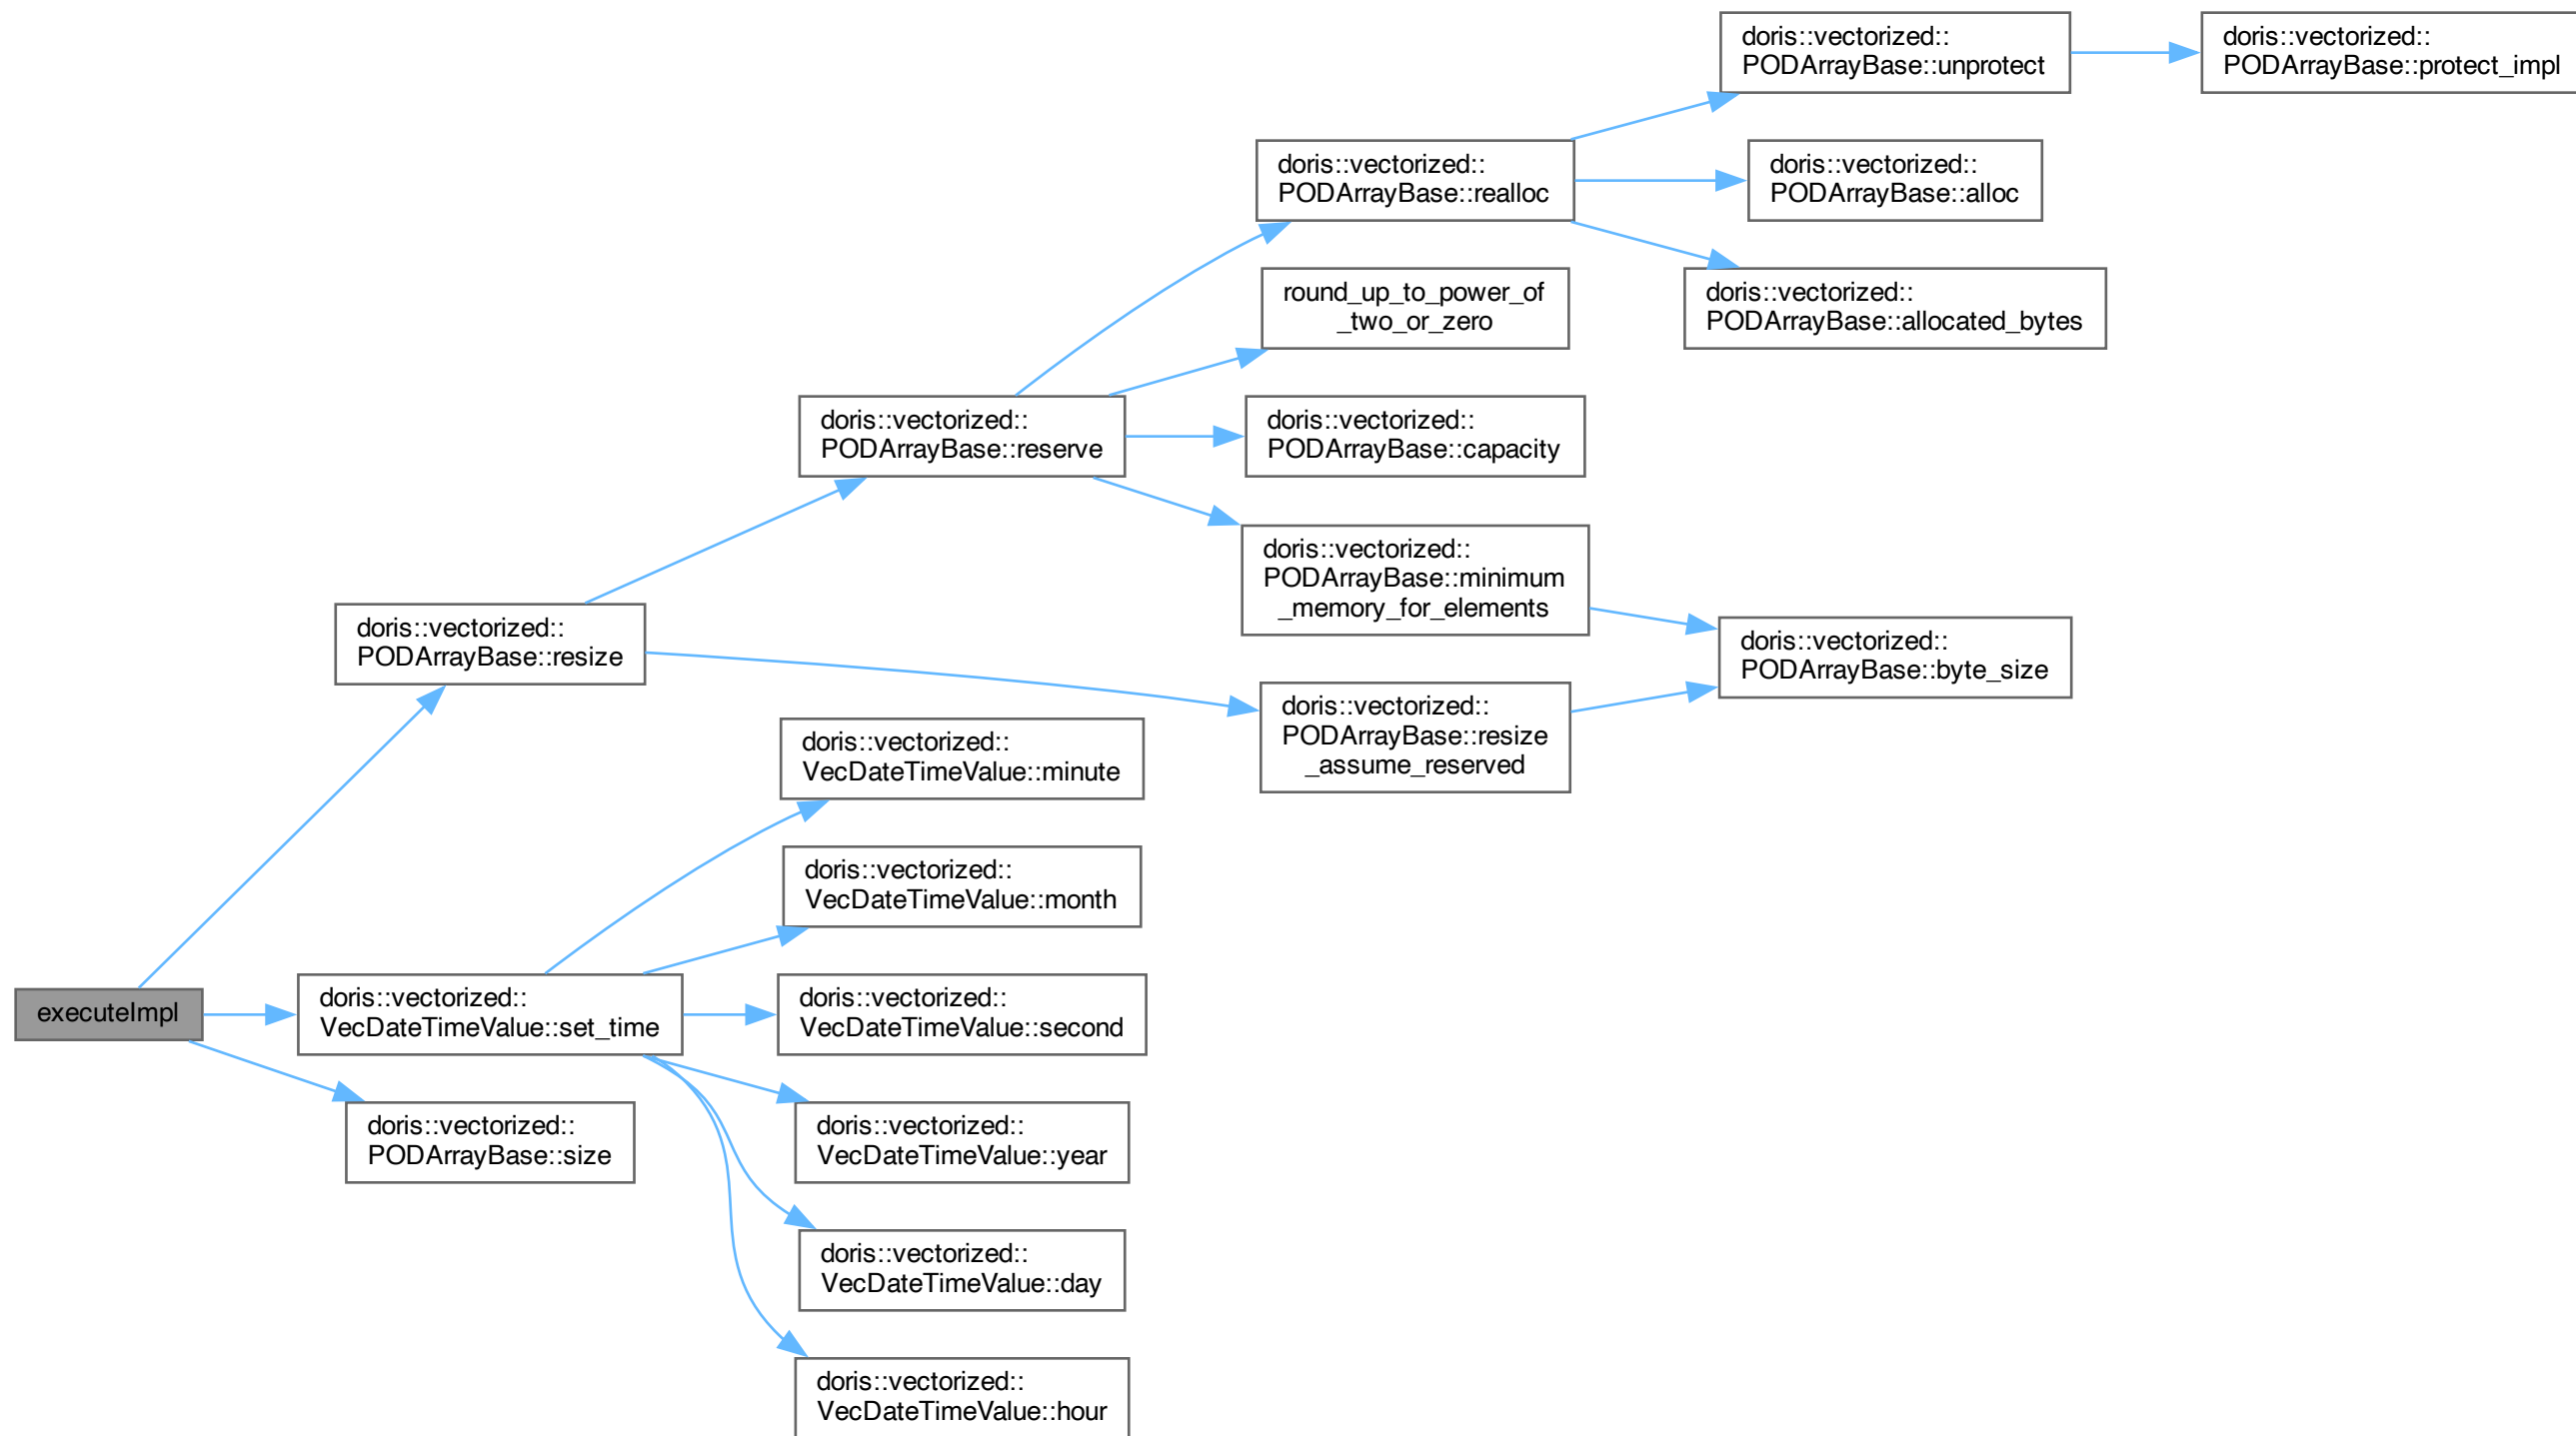 doris::vectorized::
PODArrayBase::unprotect
doris::vectorized::
PODArrayBase::protect_impl
doris::vectorized::
PODArrayBase::realloc
doris::vectorized::
PODArrayBase::alloc
round_up_to_power_of
_two_or_zero
doris::vectorized::
PODArrayBase::allocated_bytes
doris::vectorized::
PODArrayBase::reserve
doris::vectorized::
PODArrayBase::capacity
doris::vectorized::
PODArrayBase::minimum
_memory_for_elements
doris::vectorized::
PODArrayBase::resize
doris::vectorized::
PODArrayBase::byte_size
doris::vectorized::
PODArrayBase::resize
_assume_reserved
doris::vectorized::
VecDateTimeValue::minute
doris::vectorized::
VecDateTimeValue::month
executeImpl
doris::vectorized::
VecDateTimeValue::set_time
doris::vectorized::
VecDateTimeValue::second
doris::vectorized::
PODArrayBase::size
doris::vectorized::
VecDateTimeValue::year
doris::vectorized::
VecDateTimeValue::day
doris::vectorized::
VecDateTimeValue::hour